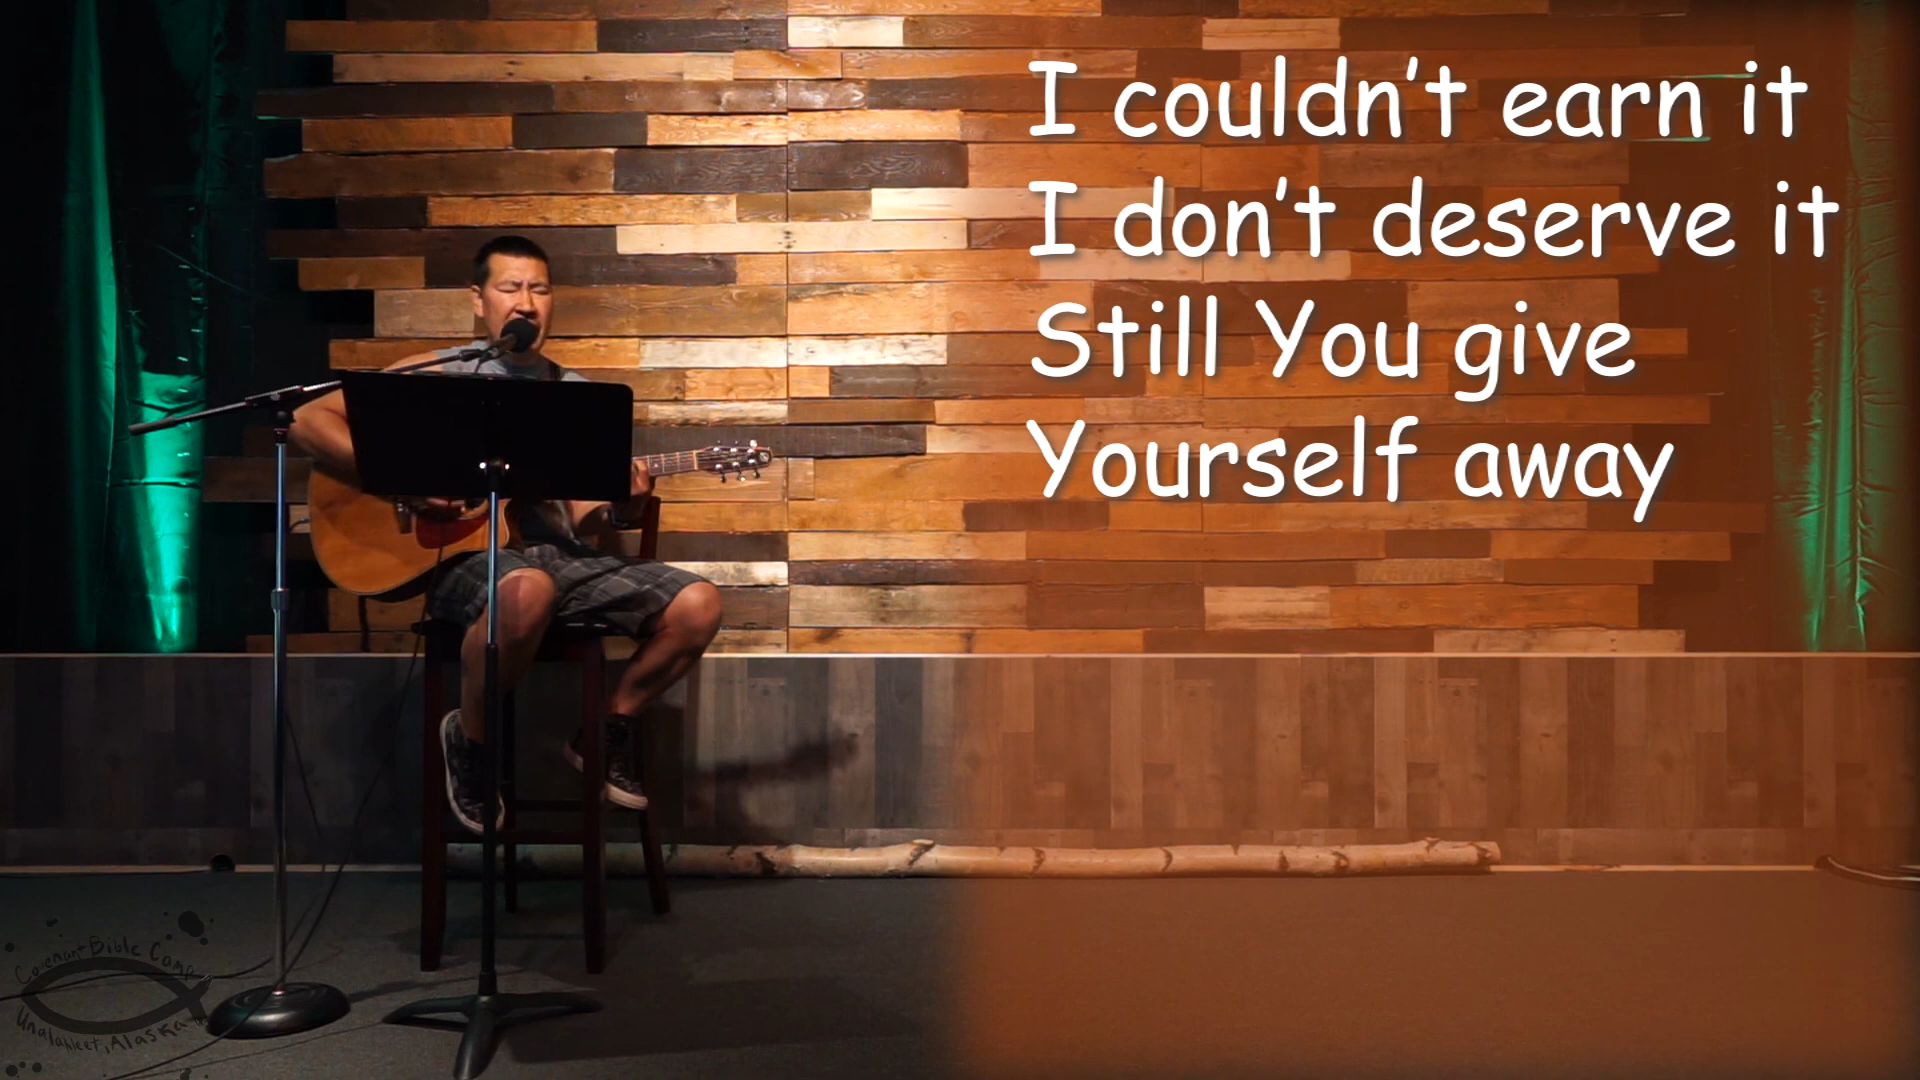 I couldn't earn it
I don't deserve it
Still You give
Yourself away
Covenant Bible Camp
Unalakleet, Alaska